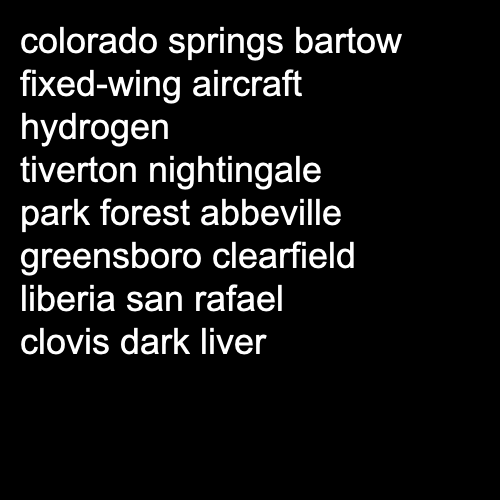 colorado springs bartow
fixed-wing aircraft
hydrogen
tiverton nightingale
park forest abbeville
greensboro clearfield
liberia san rafael
clovis dark liver